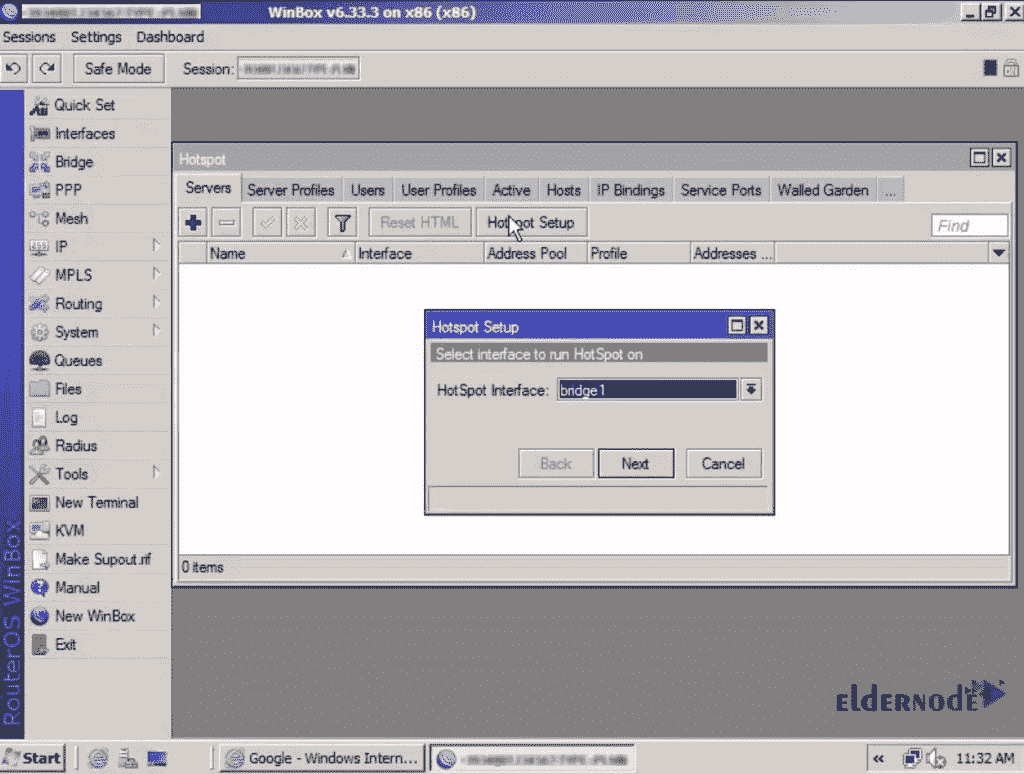 WinBox v6.33.3 on x86 (x86)
Sessions Settings Dashboard
Safe Mode Session:
Quick Set
Interfaces
Bridge
PPP
Mesh
IP
MPLS
Routing
System
Queues
Files
Log
Radius
Tools
New Terminal
KVM
Make Supout.rif
Manual
New WinBox
Exit
RouterOS WinBox
Hotspot
Servers Server Profiles Users User Profiles Active Hosts IP Bindings Service Ports Walled Garden ...
Reset HTML Hotspot Setup Find
Name Interface Address Pool Profile Addresses ...
Hotspot Setup
Select interface to run HotSpot on
HotSpot Interface: bridge1
Back Next Cancel
0 items
ELDERNODE
Start Google - Windows Intern... « 11:32 AM